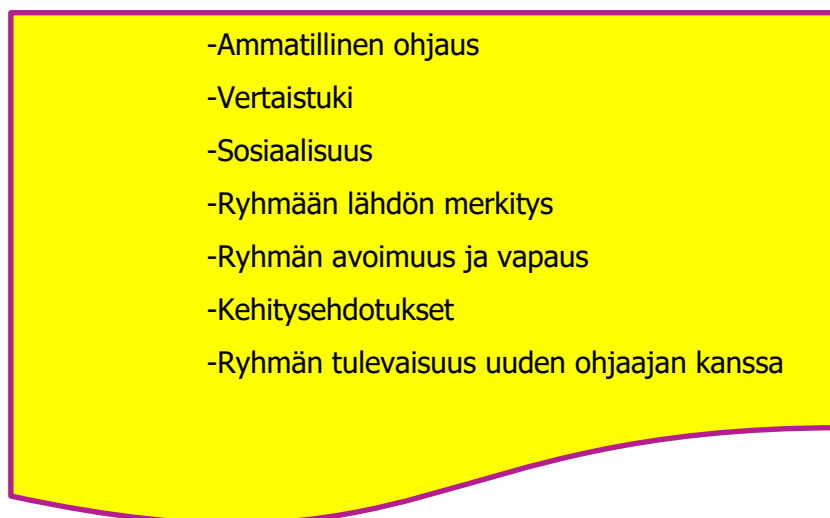 -Ammatillinen ohjaus
-Vertaistuki
-Sosiaalisuus
-Ryhmään lähdön merkitys
-Ryhmän avoimuus ja vapaus
-Kehitysehdotukset
-Ryhmän tulevaisuus uuden ohjaajan kanssa